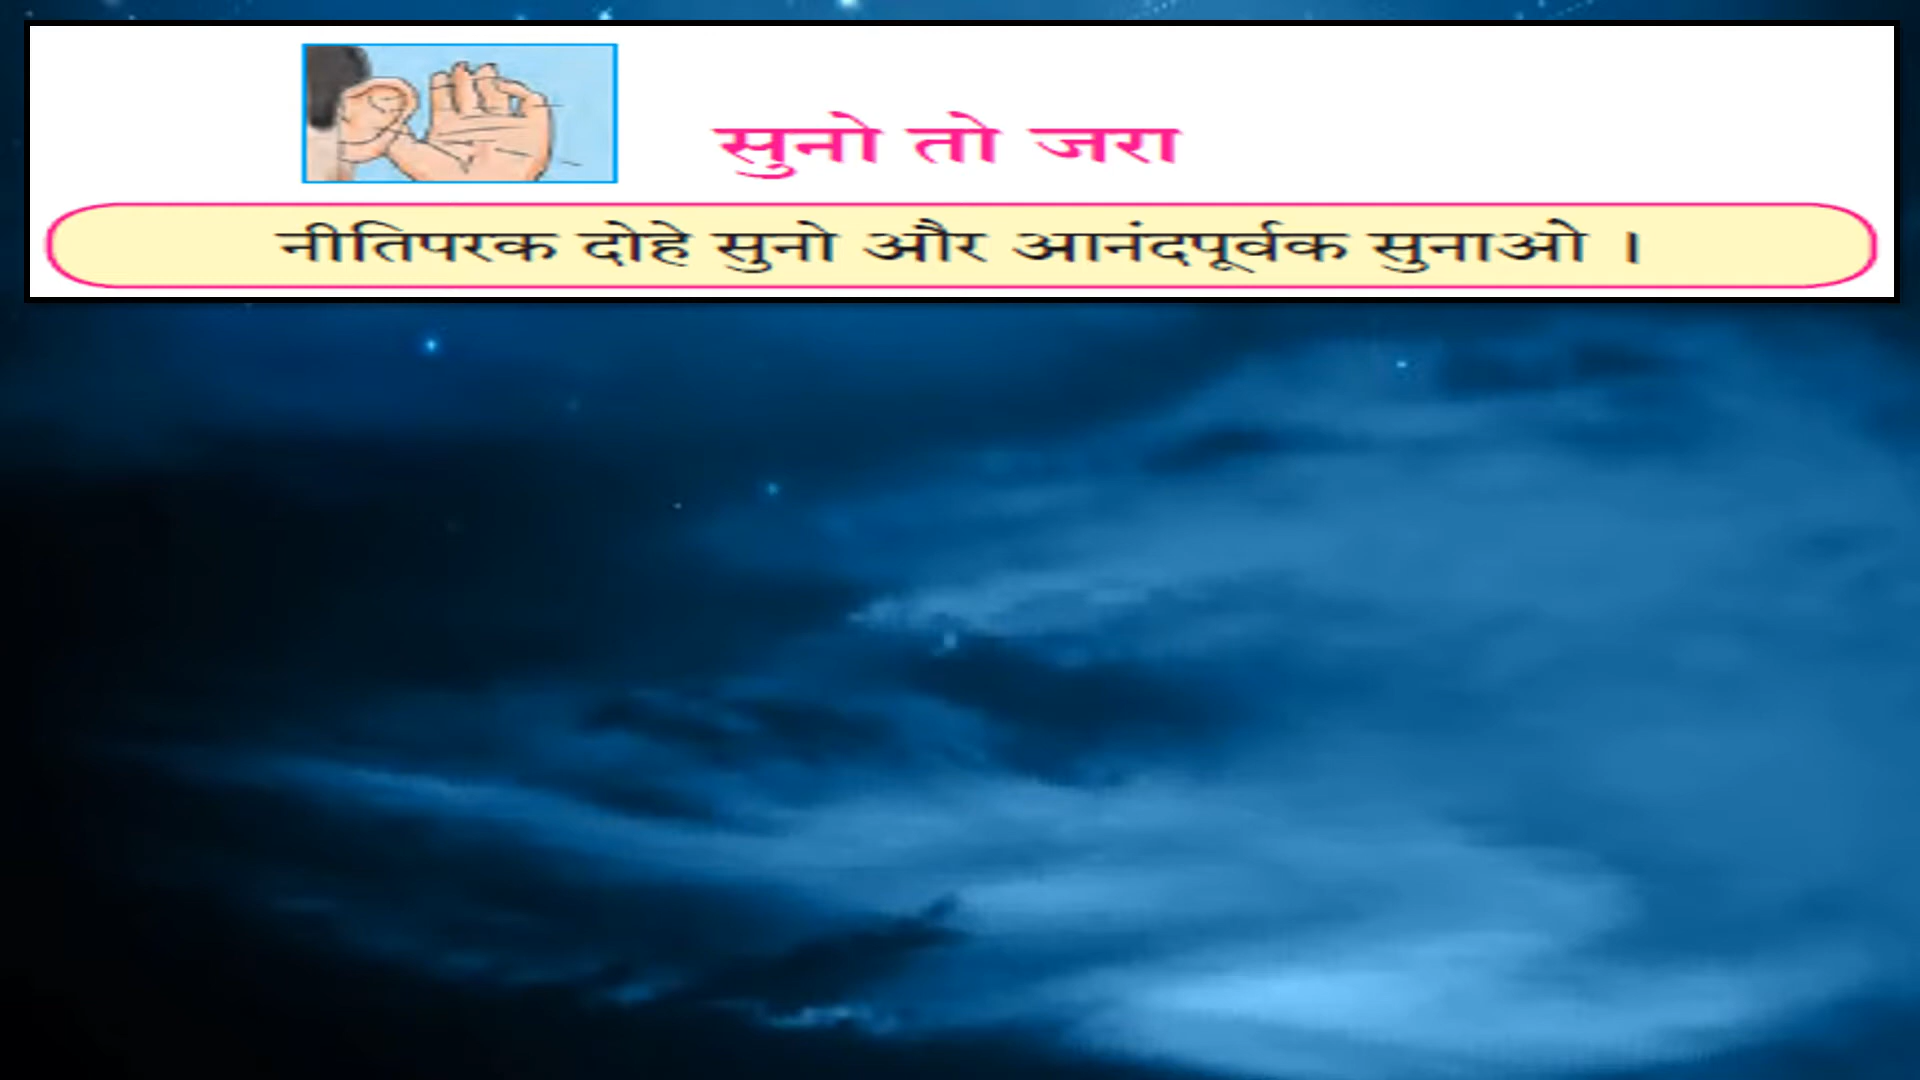 सुनो तो जरा
नीतिपरक दोहे सुनो और आनंदपूर्वक सुनाओ ।